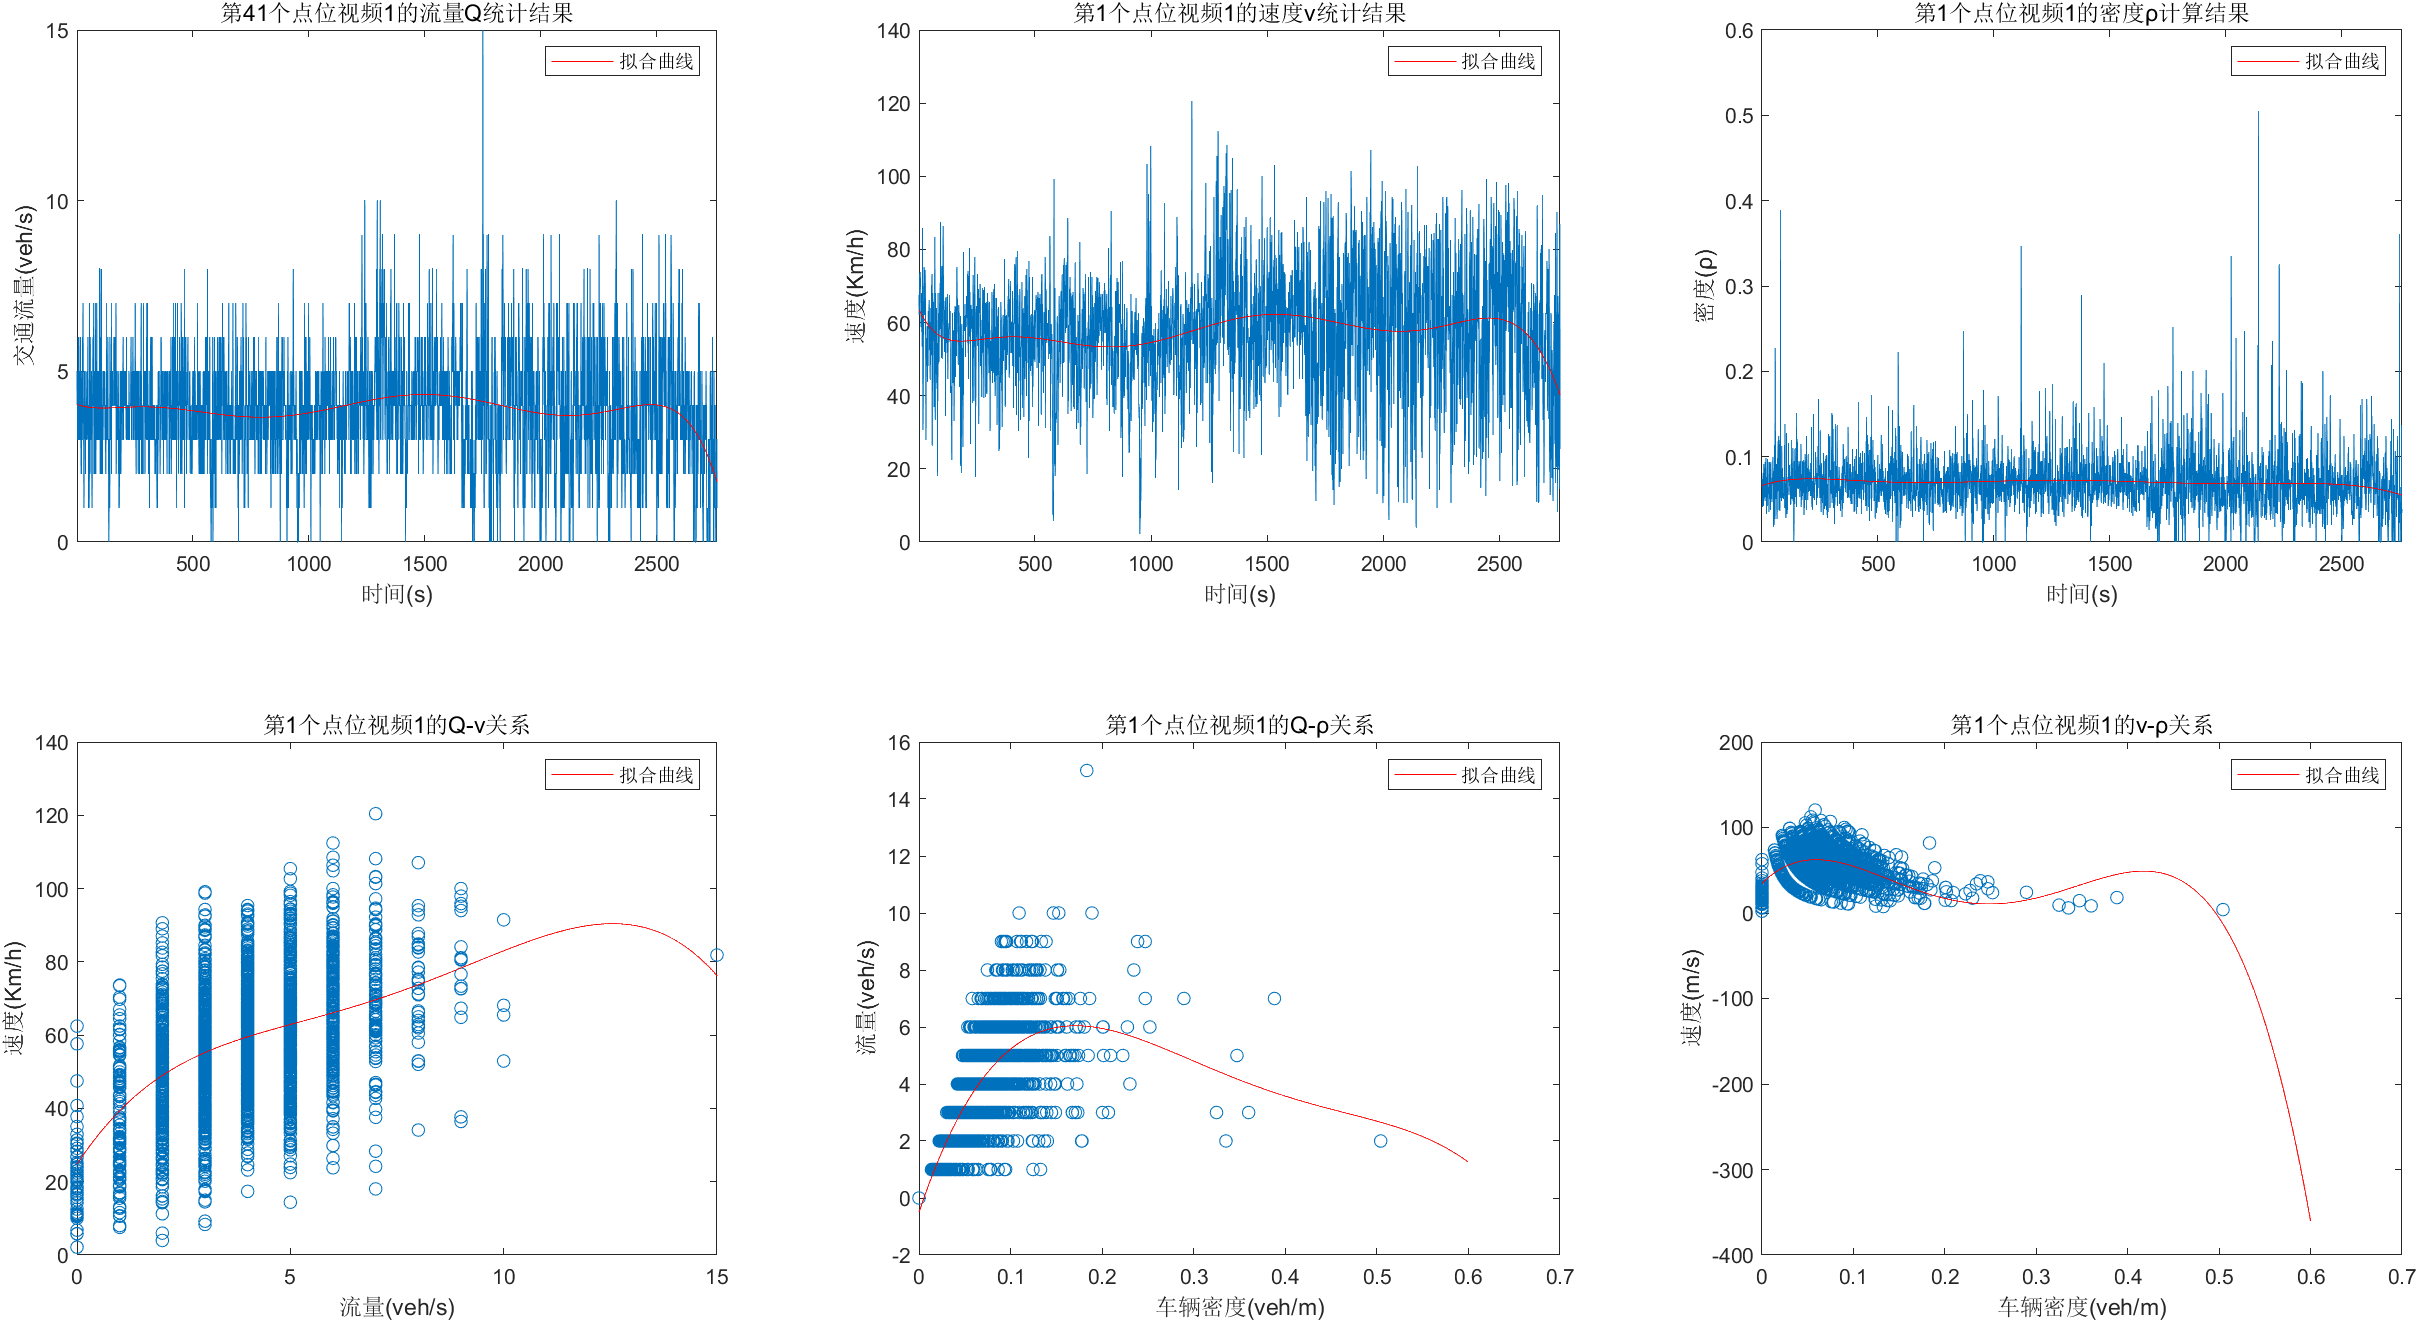 第41个点位视频1的流量Q统计结果
拟合曲线
交通流量(veh/s)
15
10
5
0
500 1000 1500 2000 2500
时间(s)
第1个点位视频1的速度v统计结果
拟合曲线
速度(Km/h)
140
120
100
80
60
40
20
0
500 1000 1500 2000 2500
时间(s)
第1个点位视频1的密度ρ计算结果
拟合曲线
密度(ρ)
0.6
0.5
0.4
0.3
0.2
0.1
0
500 1000 1500 2000 2500
时间(s)
第1个点位视频1的Q-v关系
拟合曲线
速度(Km/h)
140
120
100
80
60
40
20
0
0 5 10 15
流量(veh/s)
第1个点位视频1的Q-ρ关系
拟合曲线
流量(veh/s)
16
14
12
10
8
6
4
2
0
-2
0 0.1 0.2 0.3 0.4 0.5 0.6 0.7
车辆密度(veh/m)
第1个点位视频1的v-ρ关系
拟合曲线
速度(m/s)
200
100
0
-100
-200
-300
-400
0 0.1 0.2 0.3 0.4 0.5 0.6 0.7
车辆密度(veh/m)